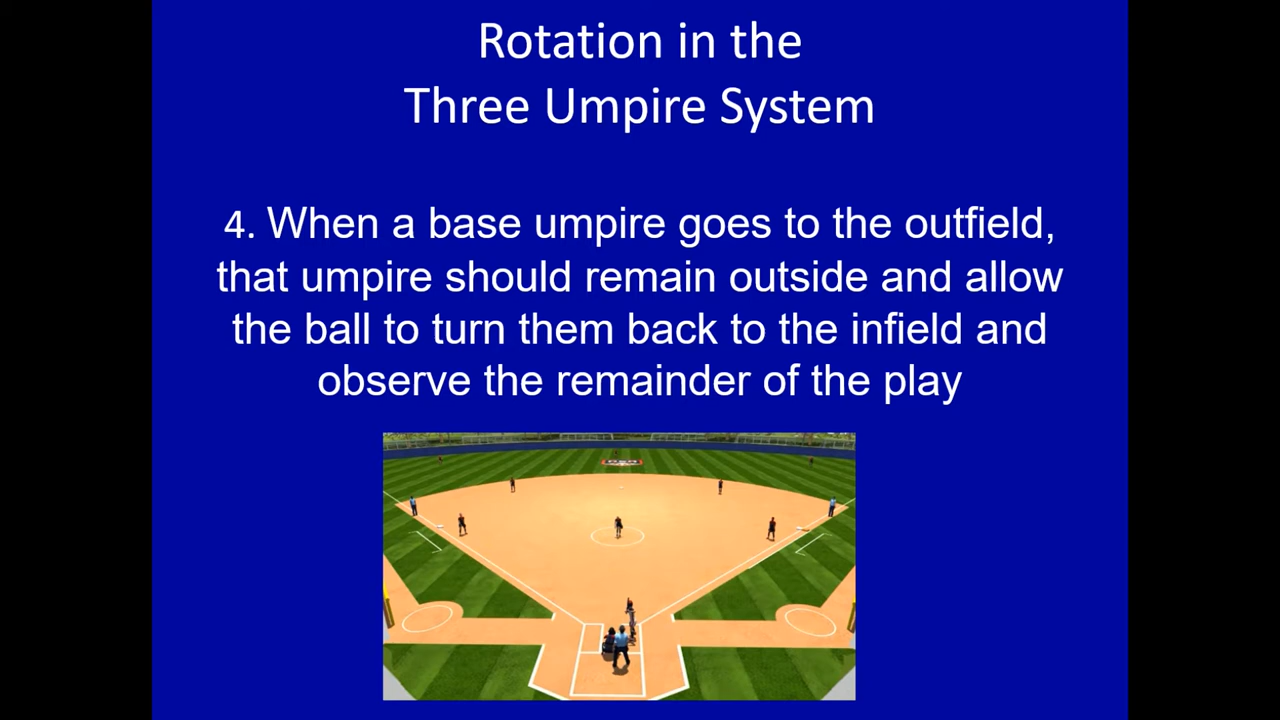 Rotation in the
Three Umpire System
4. When a base umpire goes to the outfield,
that umpire should remain outside and allow
the ball to turn them back to the infield and
observe the remainder of the play